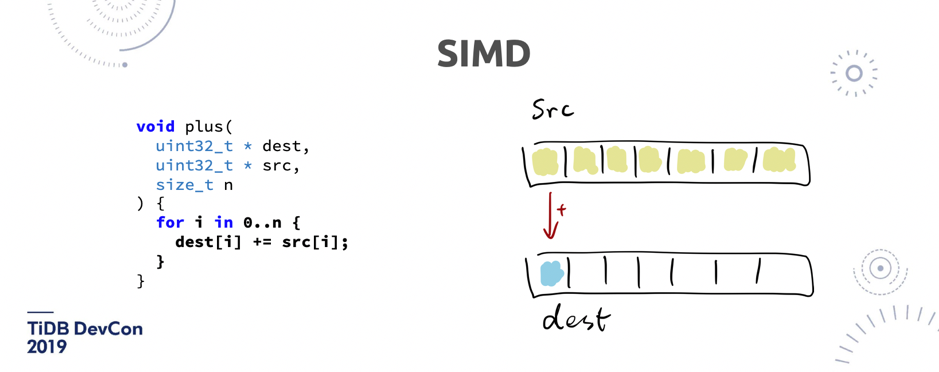 SIMD
void plus(
uint32_t * dest,
uint32_t * src,
size_t n
) {
for i in 0..n {
dest[i] += src[i];
}
}
Src
+
dest
TiDB DevCon
2019